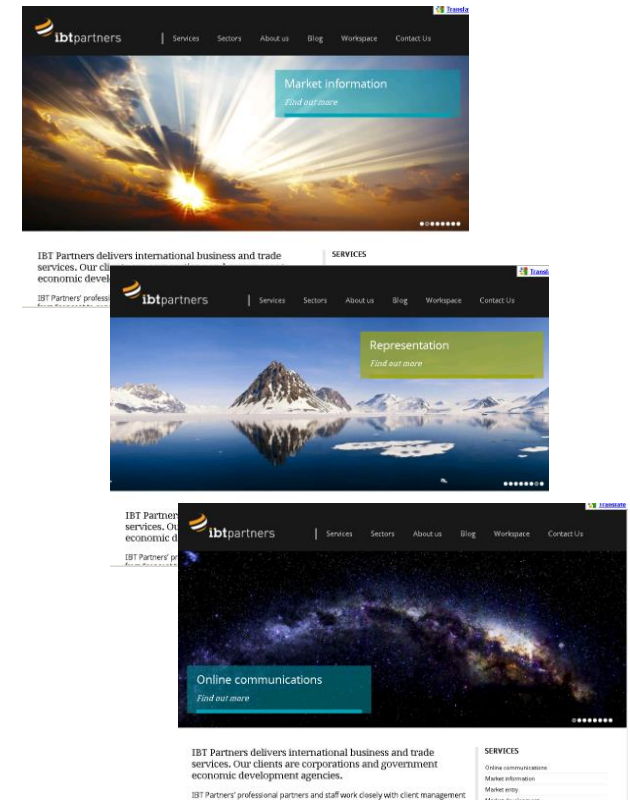 Transla
ibtpartners | Services Sectors About us Blog Workspace Contact Us
Market information
Find out more
IBT Partners delivers international business and trade
services. Our
economic
IBT Partners'
SERVICES
Transl
ibtpartners | Services Sectors About us Blog Workspace Contact Us
Representation
Find out more
IBT Partner
services. Ou
economic d
IBT Partners' pr
Translate
ibtpartners | Services Sectors About us Blog Workspace Contact Us
Online communications
Find out more
IBT Partners delivers international business and trade
services. Our clients are corporations and government
economic development agencies.
IBT Partners' professional partners and staff work closely with client management
SERVICES
Online communications
Market information
Market entry